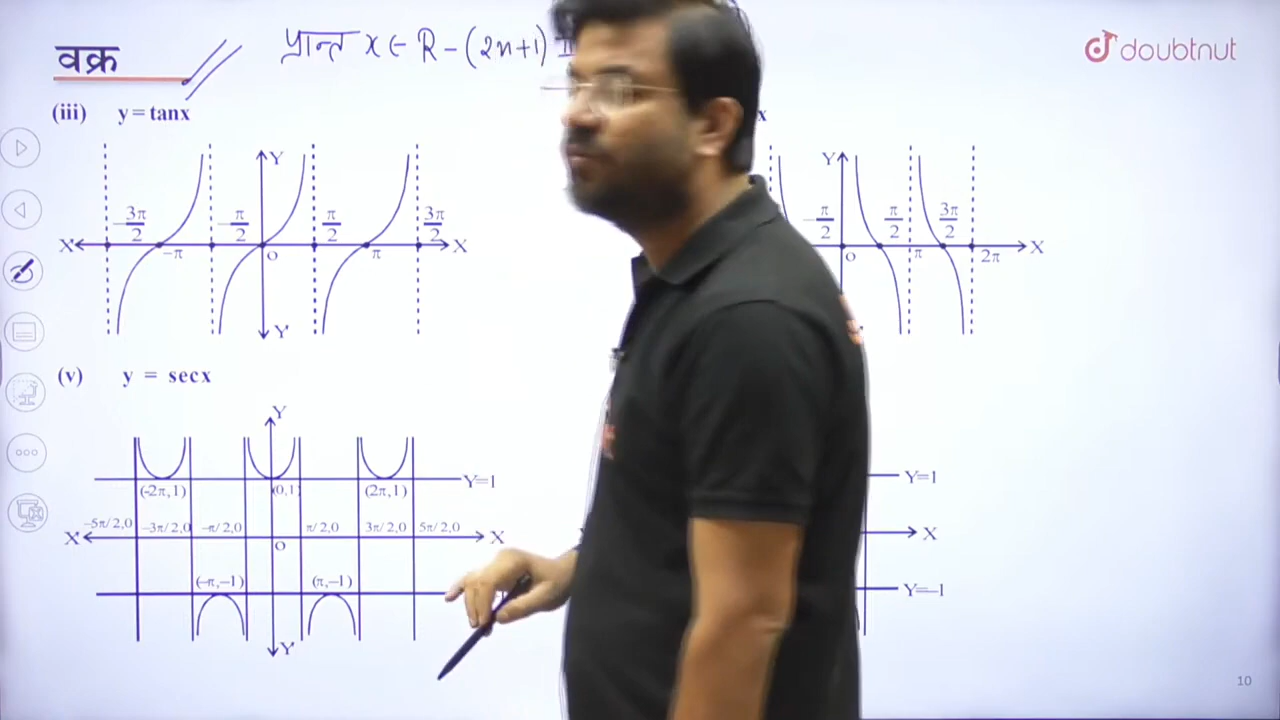 वक्र
प्रान्त x ∈ R - (2n+1)
doubtnut
(iii) y = tanx
x
Y
-3π/2
-π/2
π/2
3π/2
X'
-π
O
π
X
Y'
Y
-π/2
π/2
3π/2
O
π
2π
X
(v) y = secx
Y
Y=1
(-2π,1)
(0,1)
(2π,1)
-5π/2,0
-3π/2,0
-π/2,0
π/2,0
3π/2,0
5π/2,0
X'
O
X
(-π,-1)
(π,-1)
Y'
Y=1
X
Y=-1
10